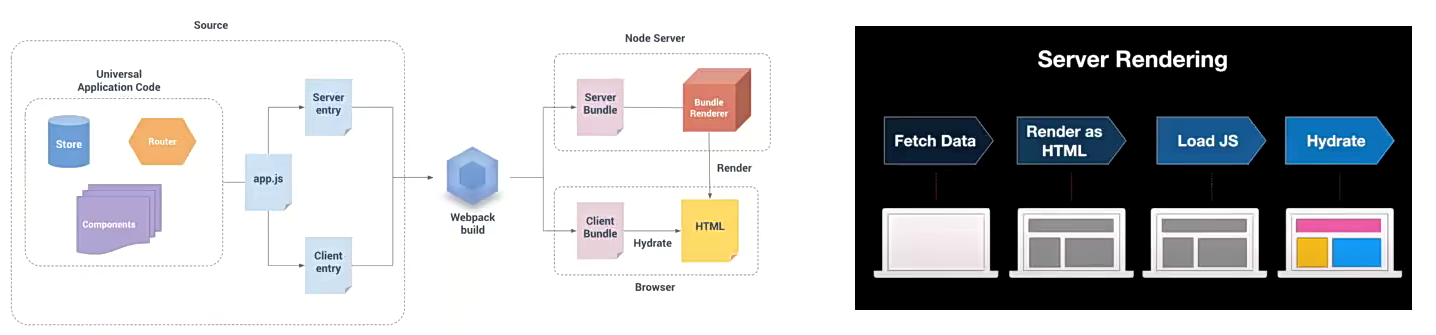 Source
Universal
Application Code
Store
Router
Components
app.js
Server
entry
Client
entry
Webpack
build
Node Server
Server
Bundle
Bundle
Renderer
Render
Client
Bundle
Hydrate
HTML
Browser
Server Rendering
Fetch Data
Render as
HTML
Load JS
Hydrate